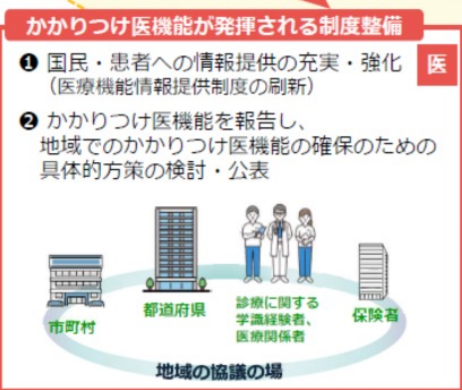 かかりつけ医機能が発揮される制度整備
❶ 国民・患者への情報提供の充実・強化
医
（医療機能情報提供制度の刷新）
❷ かかりつけ医機能を報告し、
地域でのかかりつけ医機能の確保のための
具体的方策の検討・公表
市町村
都道府県
診療に関する
学識経験者、
医療関係者
保険者
地域の協議の場